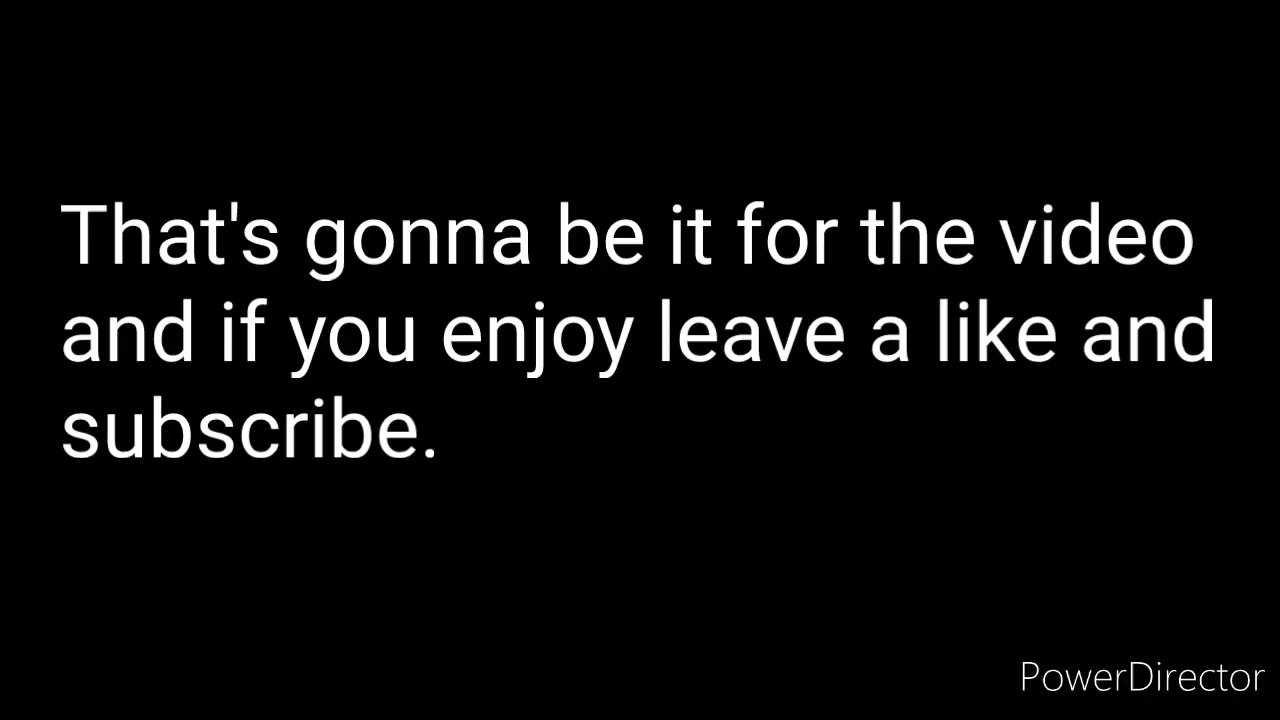 That's gonna be it for the video
and if you enjoy leave a like and
subscribe.
PowerDirector